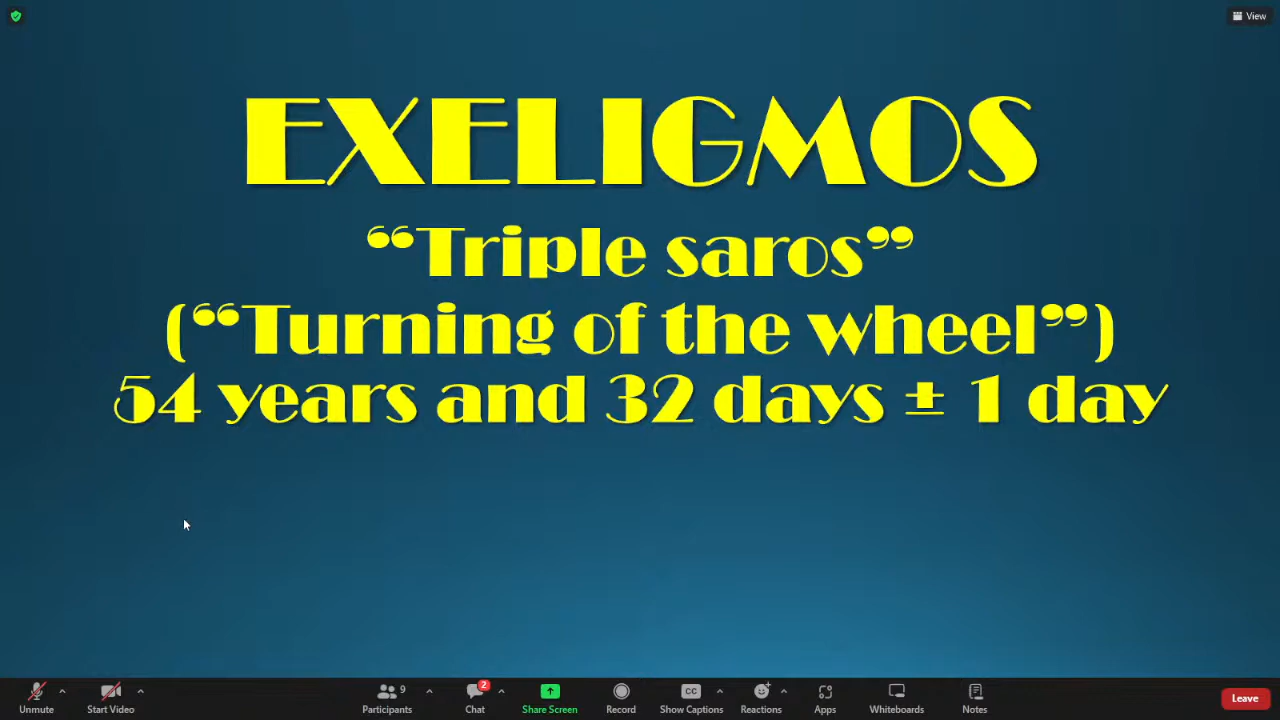 View
EXELIGMOS
“Triple saros”
(“Turning of the wheel”)
54 years and 32 days ± 1 day
9
2
CC
Unmute
Start Video
Participants
Chat
Share Screen
Record
Show Captions
Reactions
Apps
Whiteboards
Notes
Leave